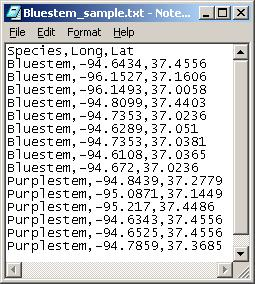 Bluestem_sample.txt - Note...
File Edit Format View Help
Species,Long,Lat
Bluestem,-94.6434,37.4556
Bluestem,-96.1527,37.1606
Bluestem,-96.1493,37.0058
Bluestem,-94.8099,37.4403
Bluestem,-94.7353,37.0236
Bluestem,-94.6289,37.051
Bluestem,-94.7353,37.0381
Bluestem,-94.6108,37.0365
Bluestem,-94.672,37.0236
Purplestem,-94.8439,37.2779
Purplestem,-95.0871,37.1449
Purplestem,-95.217,37.4486
Purplestem,-94.6343,37.4556
Purplestem,-94.6525,37.4556
Purplestem,-94.7859,37.3685